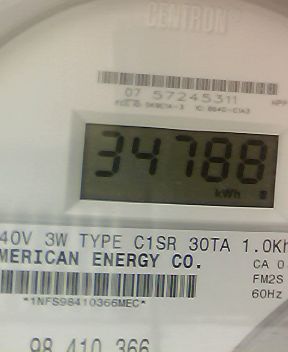 CENTRON
07 57245311
34788
kWh
40V 3W TYPE C1SR 30TA 1.0Kh
MERICAN ENERGY CO.
CA 0
FM2S
60Hz
*1NFS98410366MEC*
98 410 366